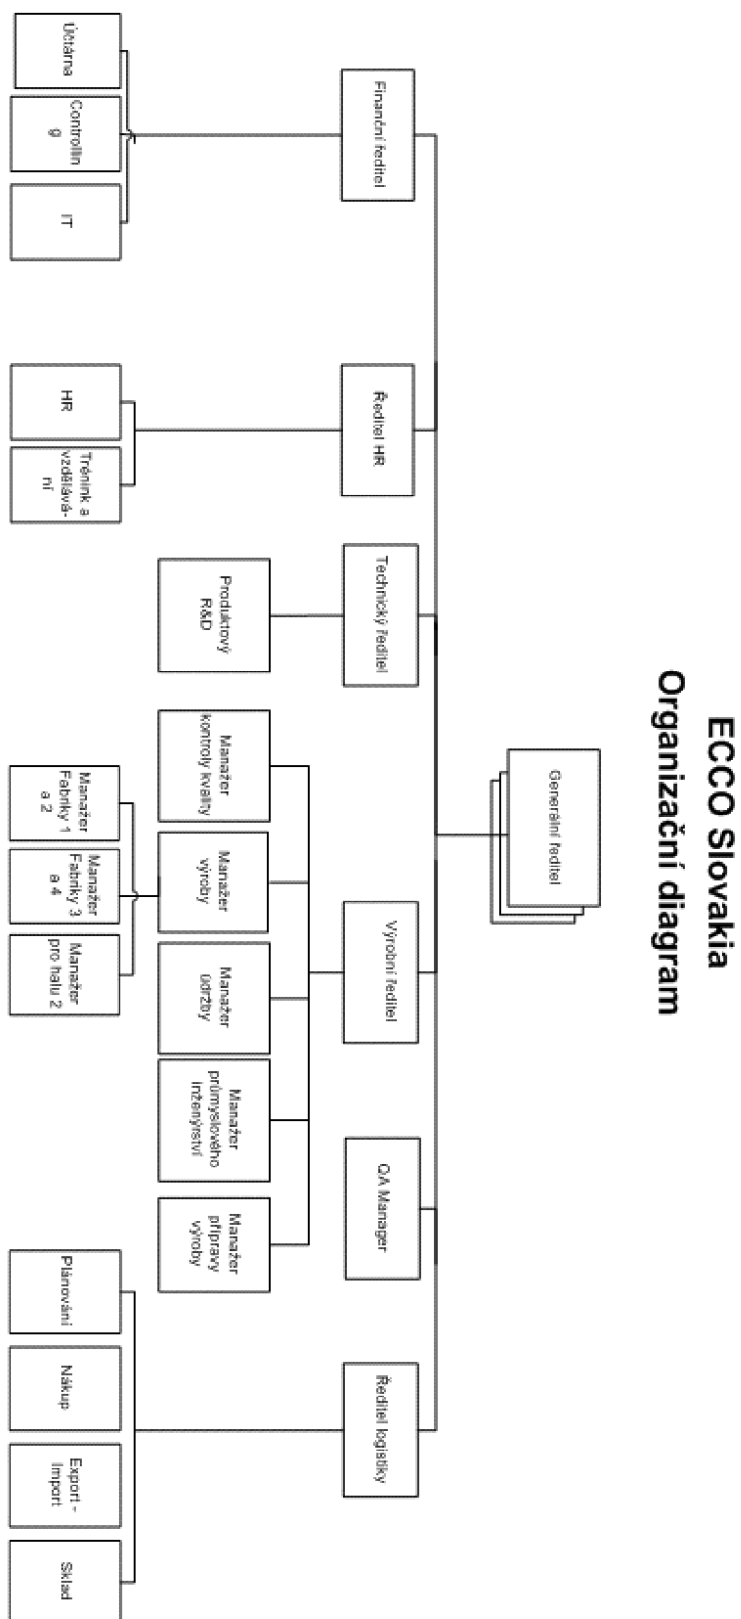 ECCO Slovakia
Organizační diagram
Generální ředitel
Finanční ředitel
Ředitel HR
Technický ředitel
Výrobní ředitel
QA Manager
Ředitel logistiky
Produktový
R&D
Manažer
kontroly kvality
Manažer
výroby
Manažer
údržby
Manažer
průmyslového
inženýrství
Manažer
přípravy
výroby
Účtárna
Controllin
g
IT
HR
Trénink a
vzdělává-
ní
Manažer
Fabriky 1
a 2
Manažer
Fabriky 3
a 4
Manažer
pro halu 2
Plánování
Nákup
Export -
Import
Sklad